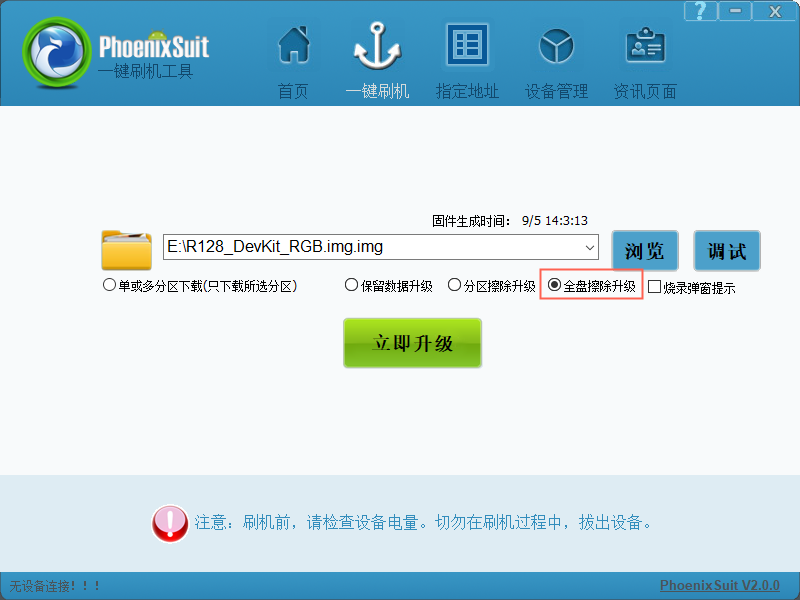 ?
PhoenixSuit
一键刷机工具
首页
一键刷机
指定地址
设备管理
资讯页面
固件生成时间： 9/5 14:3:13
E:\R128_DevKit_RGB.img.img
浏览
调试
单或多分区下载(只下载所选分区)
保留数据升级
分区擦除升级
全盘擦除升级
烧录弹窗提示
立即升级
注意：刷机前，请检查设备电量。切勿在刷机过程中，拔出设备。
无设备连接！！！
PhoenixSuit V2.0.0